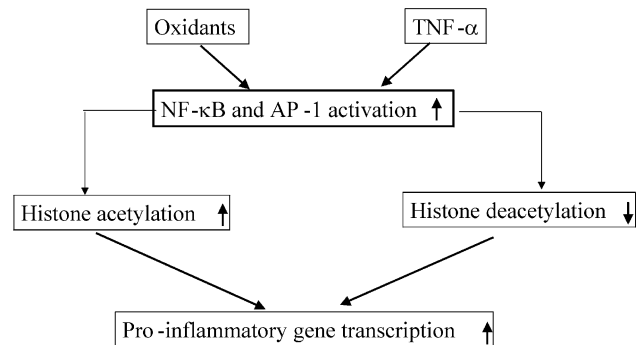 Oxidants
TNF-α
NF-κB and AP-1 activation ↑
Histone acetylation ↑
Histone deacetylation ↓
Pro-inflammatory gene transcription ↑